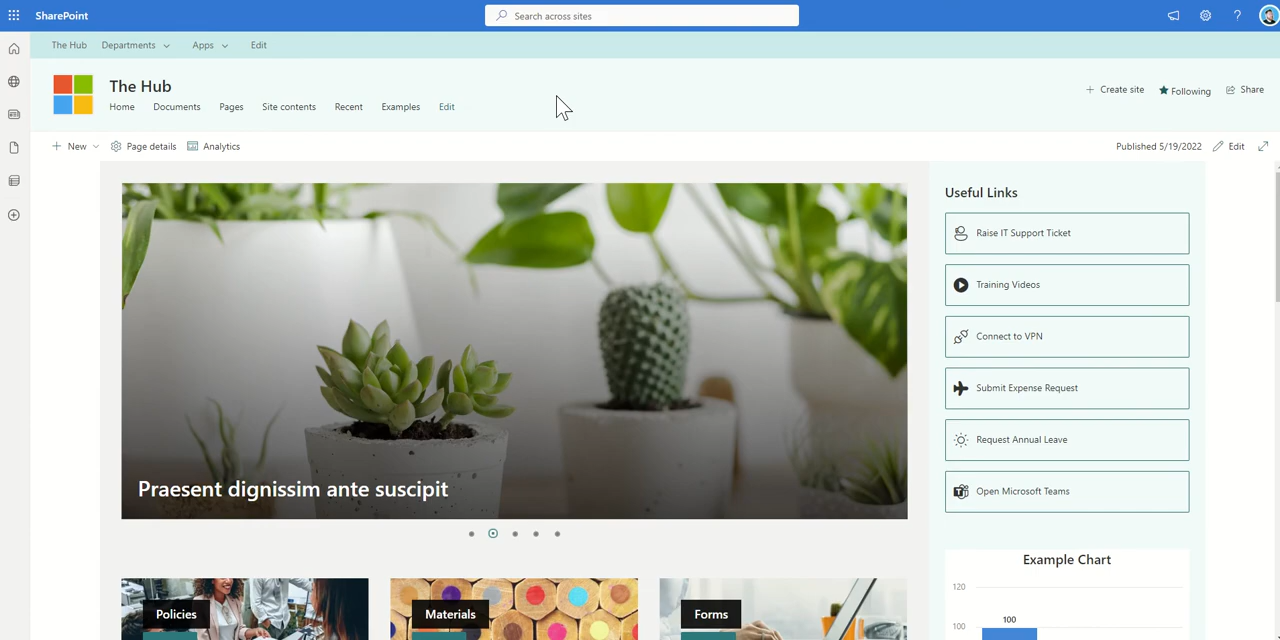 SharePoint
Search across sites
The Hub Departments Apps Edit
The Hub
Home Documents Pages Site contents Recent Examples Edit
Create site Following Share
New Page details Analytics
Published 5/19/2022 Edit
Praesent dignissim ante suscipit
Policies
Materials
Forms
Useful Links
Raise IT Support Ticket
Training Videos
Connect to VPN
Submit Expense Request
Request Annual Leave
Open Microsoft Teams
Example Chart
120
100
100